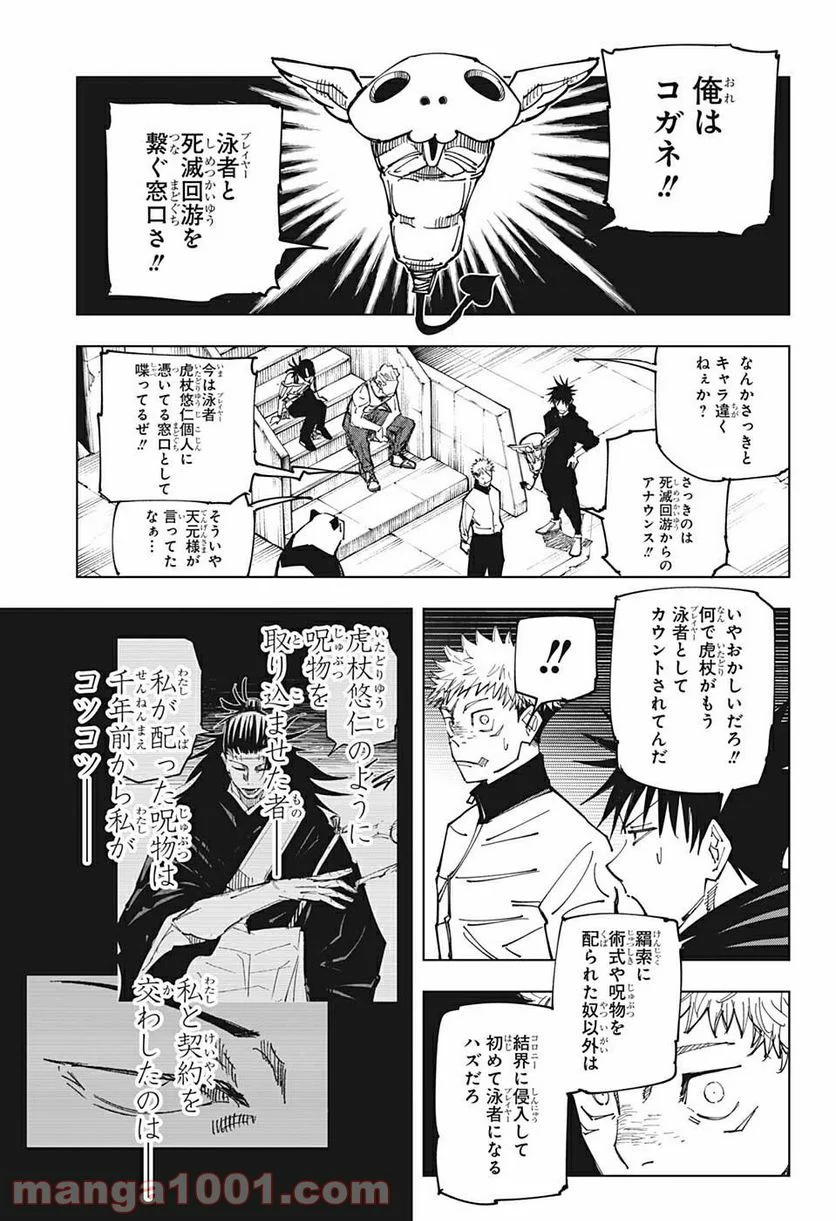 俺は
コガネ!!
泳者と
死滅回游を
繋ぐ窓口さ!!
なんかさっきと
キャラ違く
ねぇか?
さっきのは
死滅回游からの
アナウンス!!
今は泳者
虎杖悠仁個人に
憑いてる窓口として
喋ってるぜ!!
そういや
天元様が
言ってた
なぁ…
いやおかしいだろ!!
何で虎杖がもう
泳者として
カウントされてんだ
!!
羂索に
術式や呪物を
配られた奴以外は
結界に侵入して
初めて泳者になる
ハズだろ
虎杖悠仁のように
呪物を
取り込ませた者――
私が配った呪物は
千年前から私が
コツコツ――
私と契約を
交わしたのは――
manga1001.com